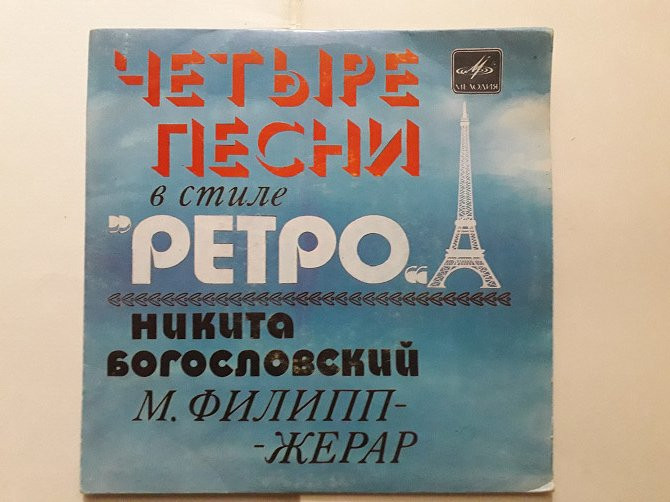 ЧЕТЫРЕ
МЕЛОДИЯ
ПЕСНИ
в стиле
"РЕТРО"
НИКИТА
БОГОСЛОВСКИЙ
М. ФИЛИПП-
-ЖЕРАР